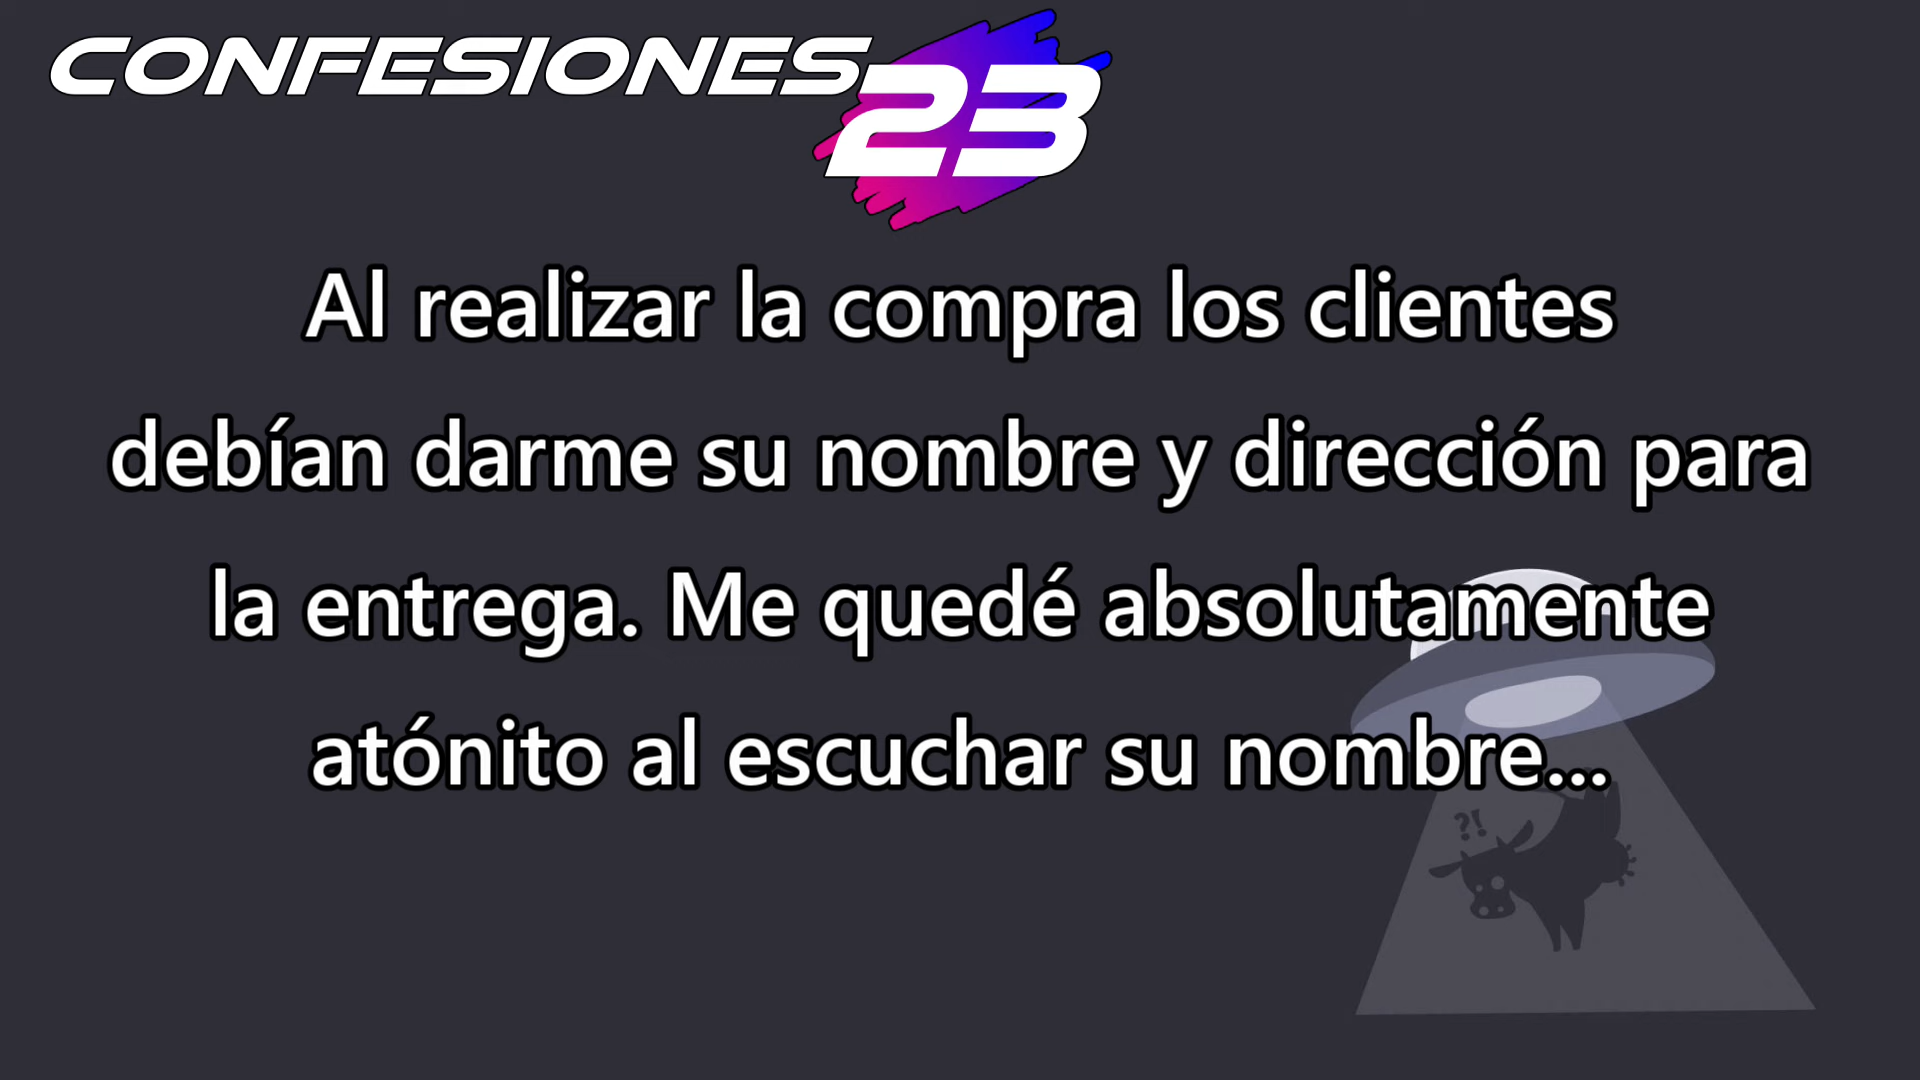 CONFESIONES
23
Al realizar la compra los clientes
debían darme su nombre y dirección para
la entrega. Me quedé absolutamente
atónito al escuchar su nombre...
?!